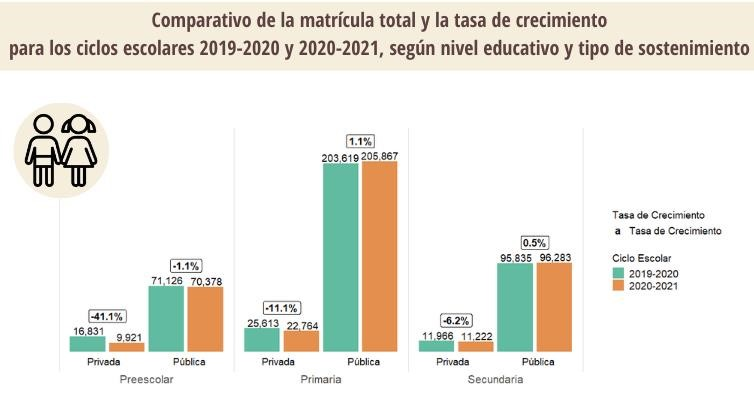 Comparativo de la matrícula total y la tasa de crecimiento
para los ciclos escolares 2019-2020 y 2020-2021, según nivel educativo y tipo de sostenimiento
1.1%
203,619 205,867
Tasa de Crecimiento
a Tasa de Crecimiento
0.5%
95,835 96,283
Ciclo Escolar
2019-2020
2020-2021
-1.1%
71,126 70,378
-41.1%
16,831 9,921
-11.1%
25,613 22,764
-6.2%
11,966 11,222
Privada Pública Privada Pública Privada Pública
Preescolar Primaria Secundaria